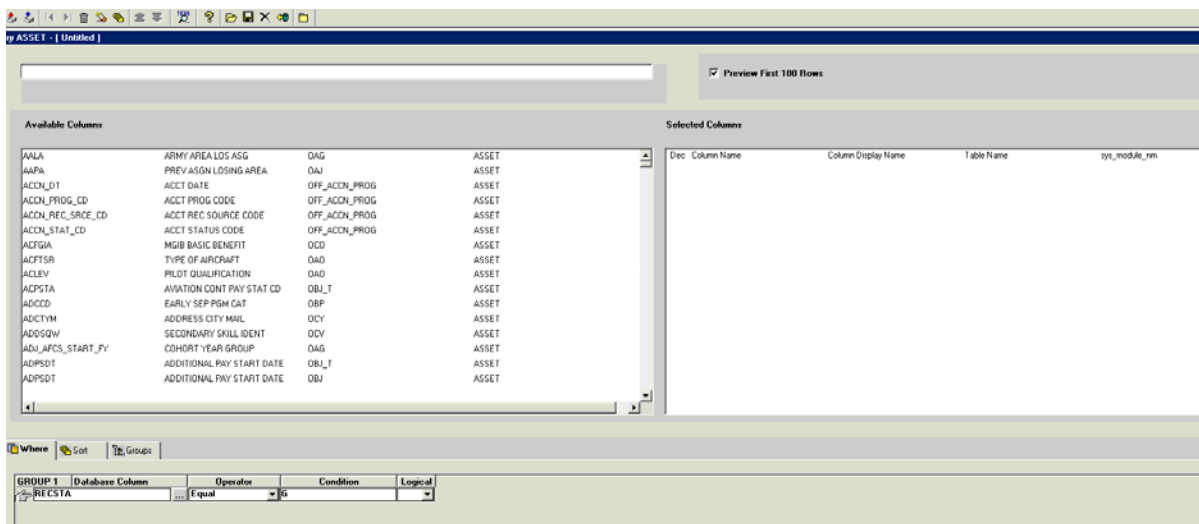 ry ASSET - [ Untitled ]
Preview First 100 Rows
Available Columns
Selected Columns
AALA ARMY AREA LOS ASG OAG ASSET
AAPA PREV ASGN LOSING AREA OAJ ASSET
ACCN_DT ACCT DATE OFF_ACCN_PROG ASSET
ACCN_PROG_CD ACCT PROG CODE OFF_ACCN_PROG ASSET
ACCN_REC_SRCE_CD ACCT REC SOURCE CODE OFF_ACCN_PROG ASSET
ACCN_STAT_CD ACCT STATUS CODE OFF_ACCN_PROG ASSET
ACFGIA MGIB BASIC BENEFIT OCO ASSET
ACFTSR TYPE OF AIRCRAFT OAO ASSET
ACLEV PILOT QUALIFICATION OAO ASSET
ACPSTA AVIATION CONT PAY STAT CD OBJ_T ASSET
ADCCD EARLY SEP PGM CAT OBP ASSET
ADCTYM ADDRESS CITY MAIL OCY ASSET
ADDSQW SECONDARY SKILL IDENT OCV ASSET
ADJ_AFCS_START_FY COHORT YEAR GROUP OAG ASSET
ADPSDT ADDITIONAL PAY START DATE OBJ_T ASSET
ADPSDT ADDITIONAL PAY START DATE OBJ ASSET
Dec Column Name Column Display Name Table Name sys_module_nm
Where Sort Groups
GROUP 1 Database Column Operator Condition Logical
RECSTA ... Equal G